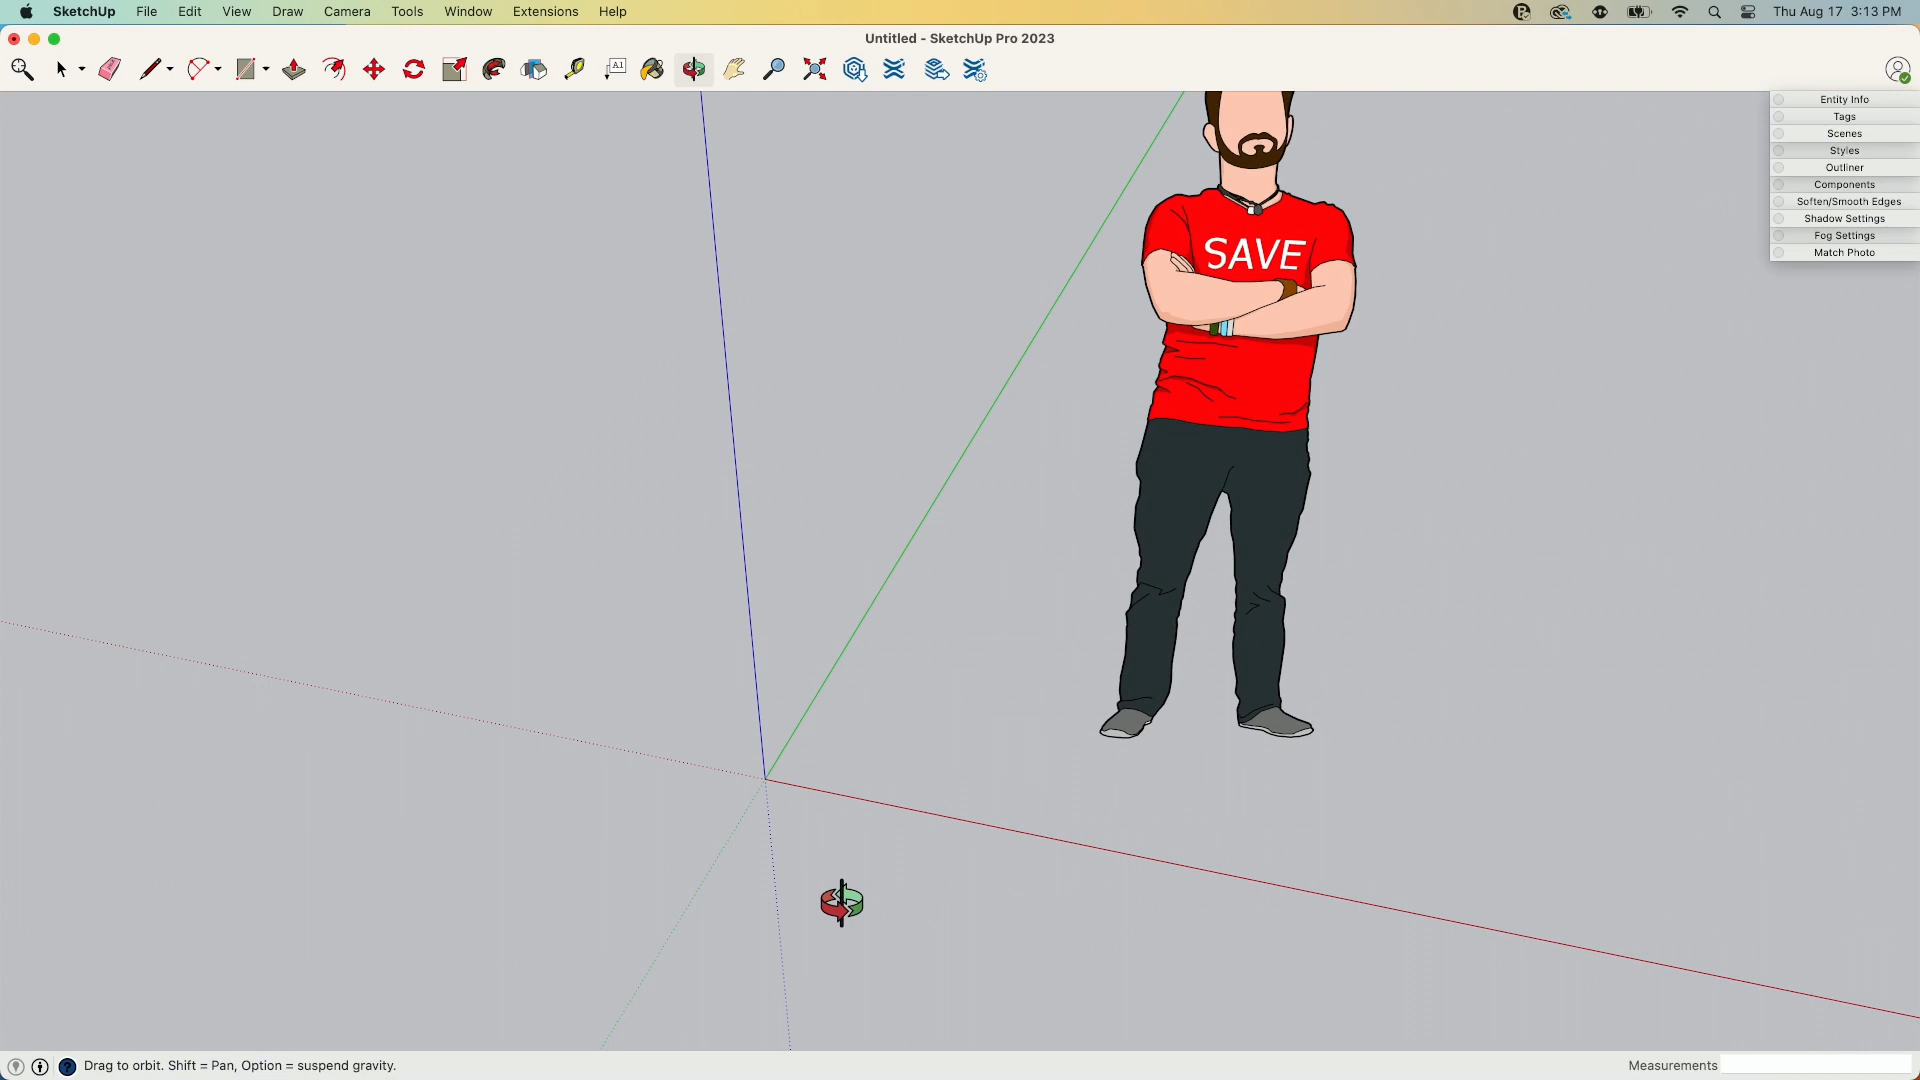 SketchUp File Edit View Draw Camera Tools Window Extensions Help Thu Aug 17 3:13 PM
Untitled - SketchUp Pro 2023
A1
Entity Info
Tags
Scenes
Styles
Outliner
Components
Soften/Smooth Edges
Shadow Settings
Fog Settings
Match Photo
SAVE
Drag to orbit. Shift = Pan, Option = suspend gravity. Measurements